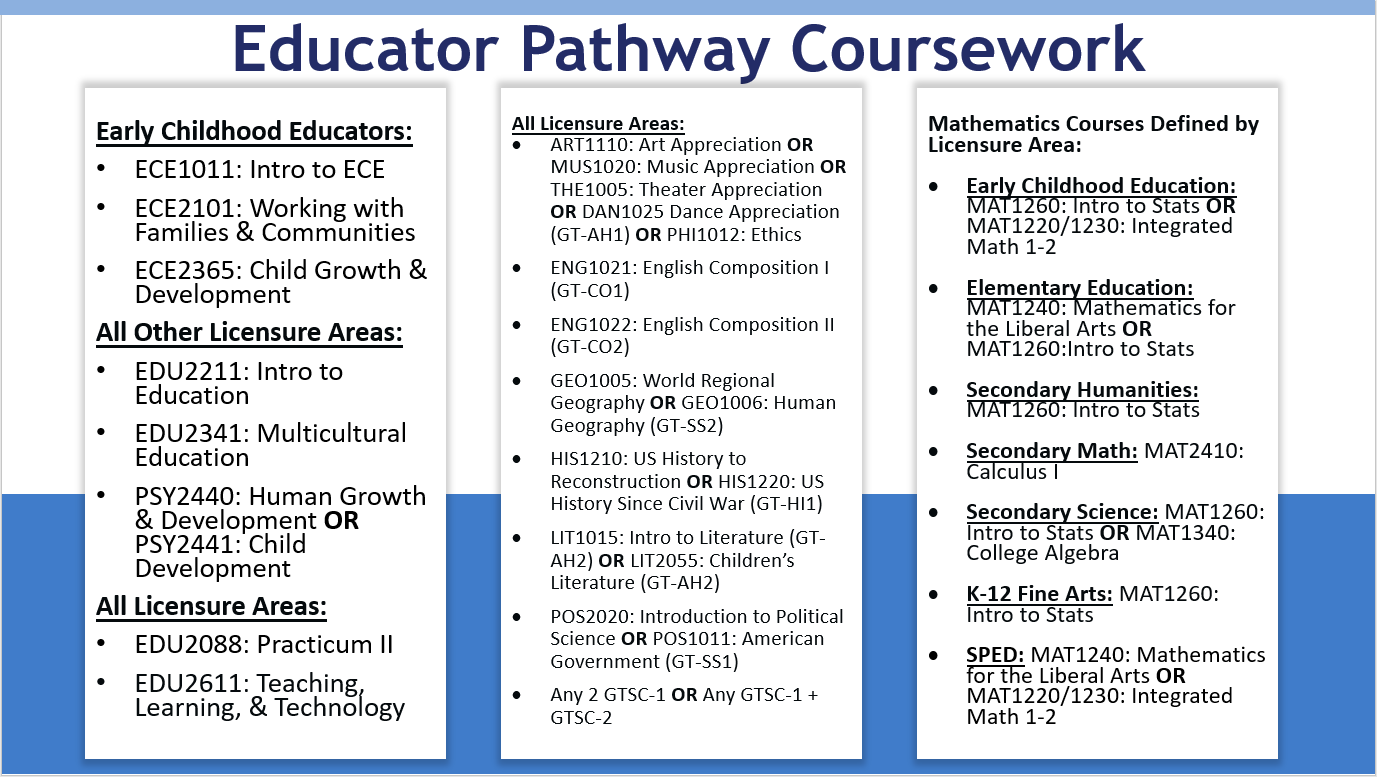 Educator Pathway Coursework
Early Childhood Educators:
• ECE1011: Intro to ECE
• ECE2101: Working with
Families & Communities
• ECE2365: Child Growth &
Development
All Other Licensure Areas:
• EDU2211: Intro to
Education
• EDU2341: Multicultural
Education
• PSY2440: Human Growth
& Development OR
PSY2441: Child
Development
All Licensure Areas:
• EDU2088: Practicum II
• EDU2611: Teaching,
Learning, & Technology
All Licensure Areas:
• ART1110: Art Appreciation OR
MUS1020: Music Appreciation OR
THE1005: Theater Appreciation
OR DAN1025 Dance Appreciation
(GT-AH1) OR PHI1012: Ethics
• ENG1021: English Composition I
(GT-CO1)
• ENG1022: English Composition II
(GT-CO2)
• GEO1005: World Regional
Geography OR GEO1006: Human
Geography (GT-SS2)
• HIS1210: US History to
Reconstruction OR HIS1220: US
History Since Civil War (GT-HI1)
• LIT1015: Intro to Literature (GT-
AH2) OR LIT2055: Children’s
Literature (GT-AH2)
• POS2020: Introduction to Political
Science OR POS1011: American
Government (GT-SS1)
• Any 2 GTSC-1 OR Any GTSC-1 +
GTSC-2
Mathematics Courses Defined by
Licensure Area:
• Early Childhood Education:
MAT1260: Intro to Stats OR
MAT1220/1230: Integrated
Math 1-2
• Elementary Education:
MAT1240: Mathematics for
the Liberal Arts OR
MAT1260:Intro to Stats
• Secondary Humanities:
MAT1260: Intro to Stats
• Secondary Math: MAT2410:
Calculus I
• Secondary Science: MAT1260:
Intro to Stats OR MAT1340:
College Algebra
• K-12 Fine Arts: MAT1260:
Intro to Stats
• SPED: MAT1240: Mathematics
for the Liberal Arts OR
MAT1220/1230: Integrated
Math 1-2